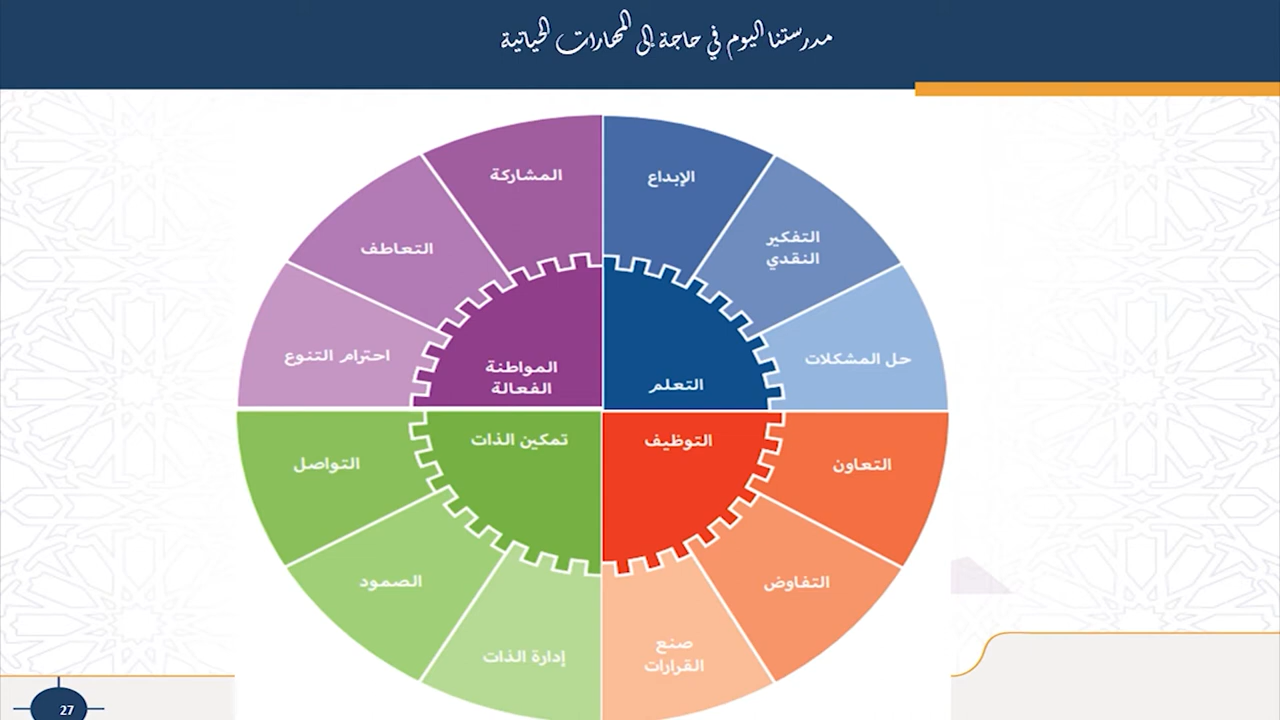 مدرستنا اليوم في حاجة إلى المهارات الحياتية
المشاركة
الإبداع
التعاطف
التفكير
النقدي
احترام التنوع
حل المشكلات
المواطنة
الفعالة
التعلم
تمكين الذات
التوظيف
التواصل
التعاون
الصمود
التفاوض
إدارة الذات
صنع
القرارات
27